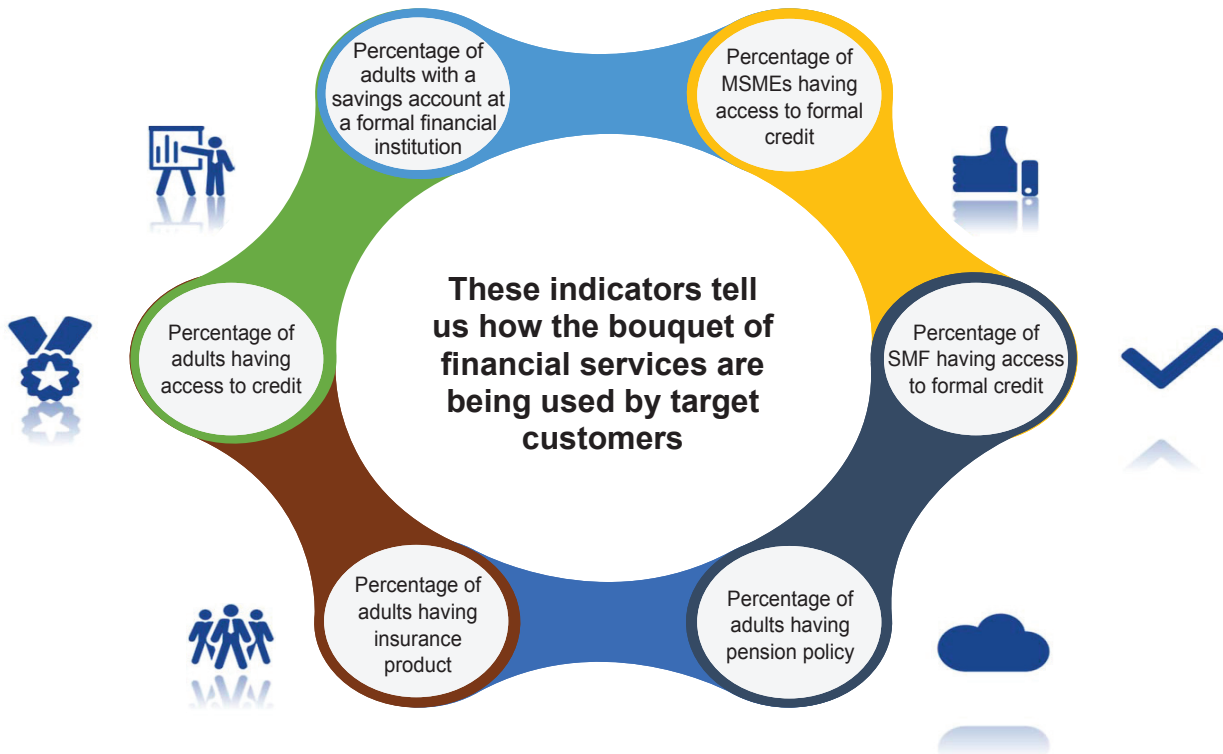 Percentage of
adults with a
savings account at
a formal financial
institution
Percentage of
MSMEs having
access to formal
credit
Percentage of
adults having
access to credit
These indicators tell
us how the bouquet of
financial services are
being used by target
customers
Percentage of
SMF having access
to formal credit
Percentage of
adults having
insurance
product
Percentage of
adults having
pension policy